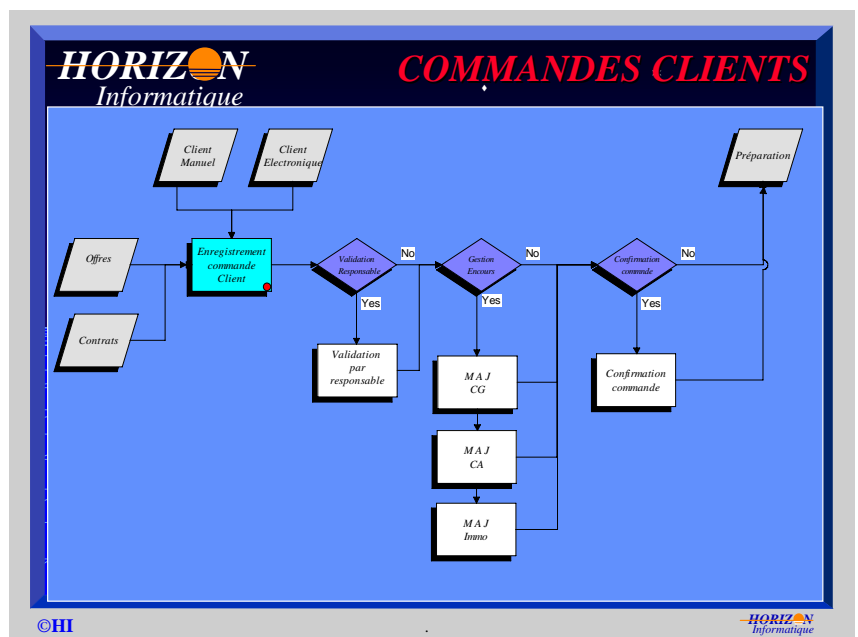 HORIZON
Informatique
COMMANDES CLIENTS
Client
Manuel
Client
Electronique
Préparation
Offres
Enregistrement
commande
Client
Validation
Responsable
No
Gestion
Encours
No
Confirmation
commnde
No
Yes
Yes
Yes
Contrats
Validation
par
responsable
M A J
CG
Confirmation
commande
M A J
CA
M A J
Immo
©HI
.
HORIZON
Informatique